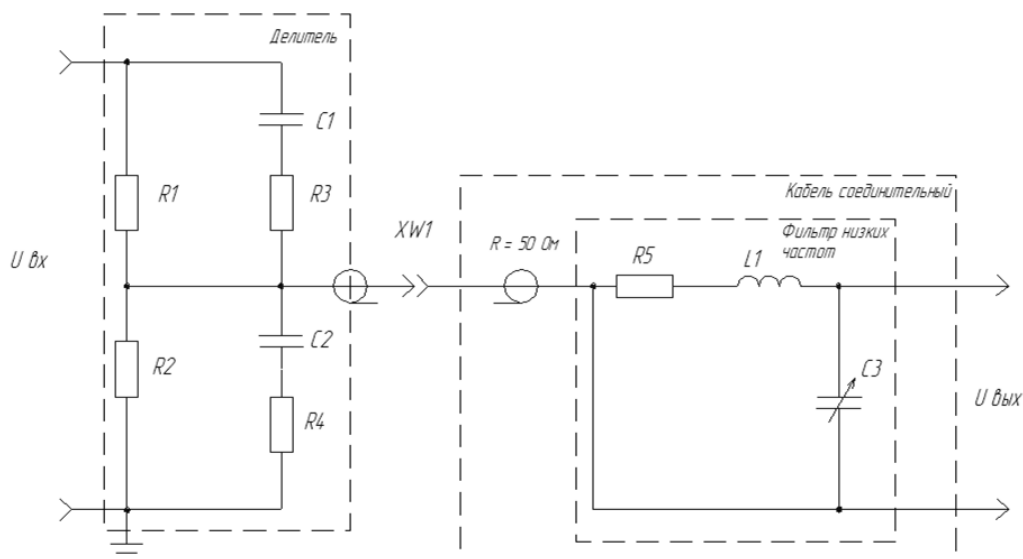 Делитель
C1
R1
R3
U вх
XW1
Кабель соединительный
R = 50 Ом
Фильтр низких
частот
R5
L1
R2
C2
C3
R4
U вых